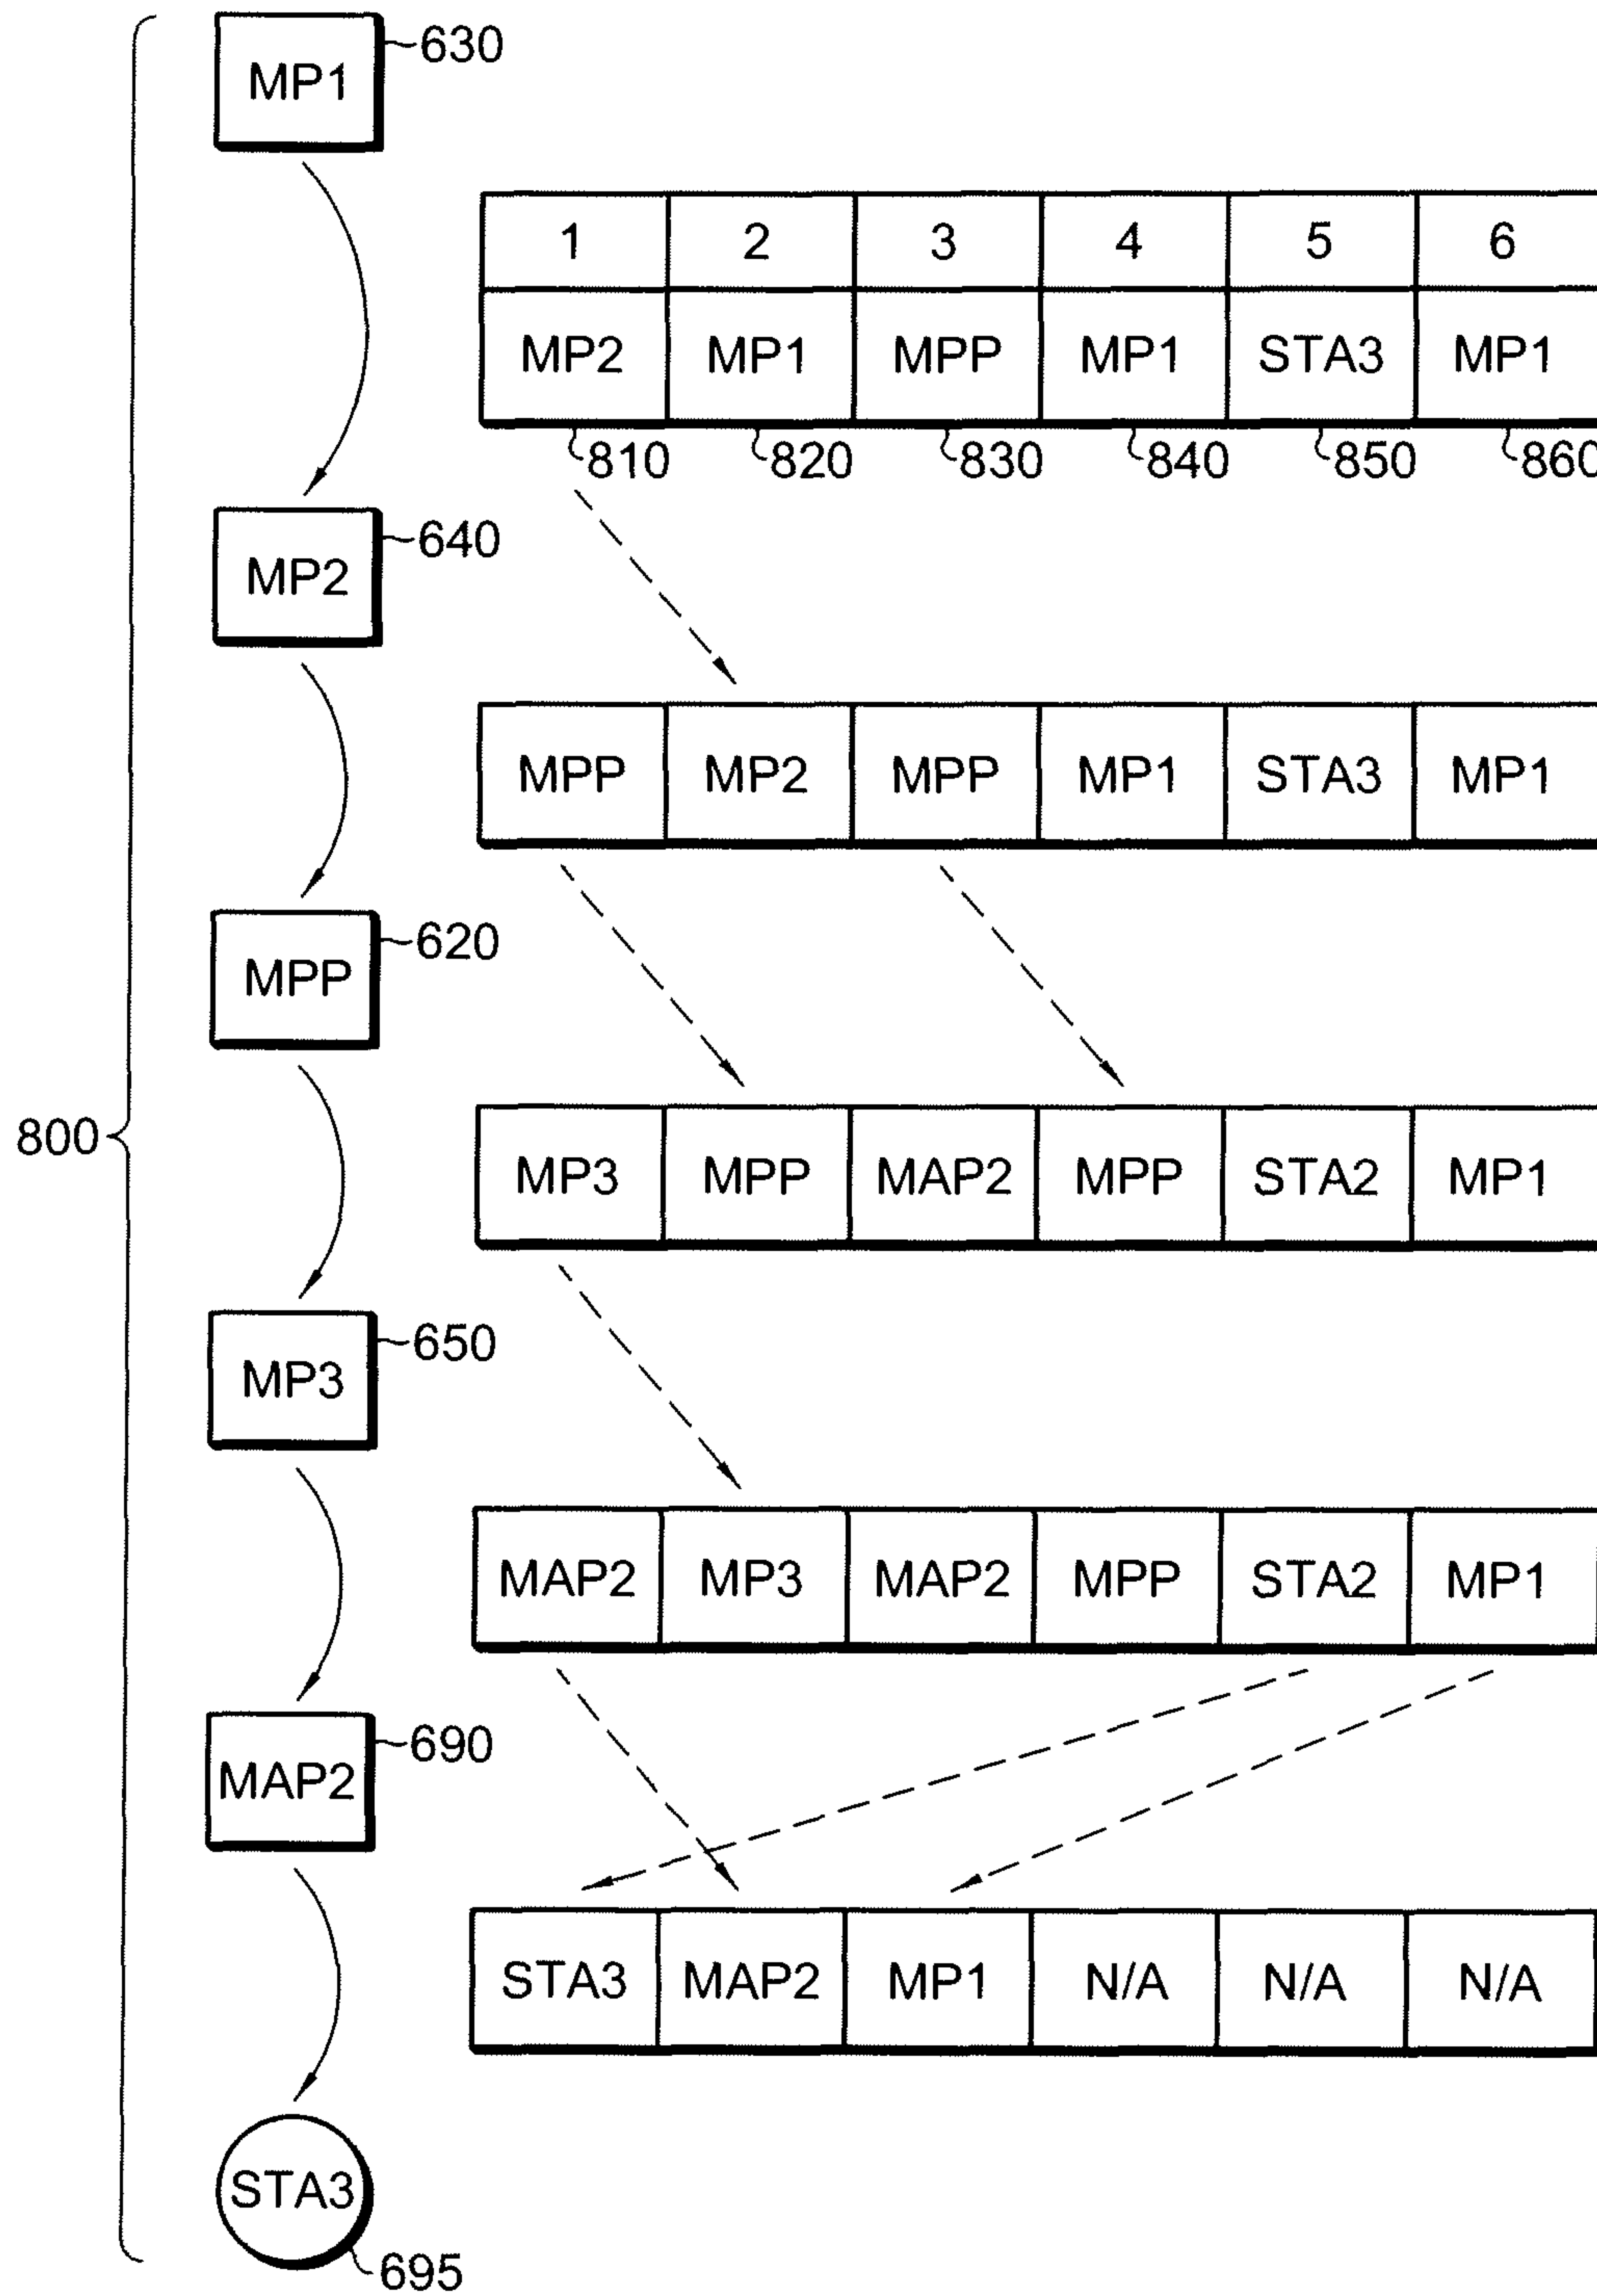 MP1 630
1 2 3 4 5 6
MP2 MP1 MPP MP1 STA3 MP1
810 820 830 840 850 860
MP2 640
MPP MP2 MPP MP1 STA3 MP1
MPP 620
800
MP3 MPP MAP2 MPP STA2 MP1
MP3 650
MAP2 MP3 MAP2 MPP STA2 MP1
MAP2 690
STA3 MAP2 MP1 N/A N/A N/A
STA3
695